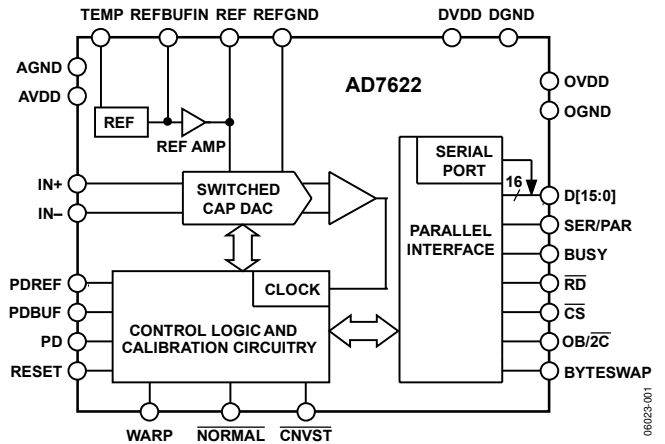 TEMP REFBUFIN REF REFGND DVDD DGND
AGND
AVDD
AD7622
OVDD
OGND
REF
REF AMP
IN+
IN–
SWITCHED
CAP DAC
SERIAL
PORT
16
D[15:0]
SER/PAR
BUSY
RD
CS
OB/2C
BYTESWAP
PARALLEL
INTERFACE
PDREF
PDBUF
PD
RESET
CLOCK
CONTROL LOGIC AND
CALIBRATION CIRCUITRY
WARP NORMAL CNVST
06023-001